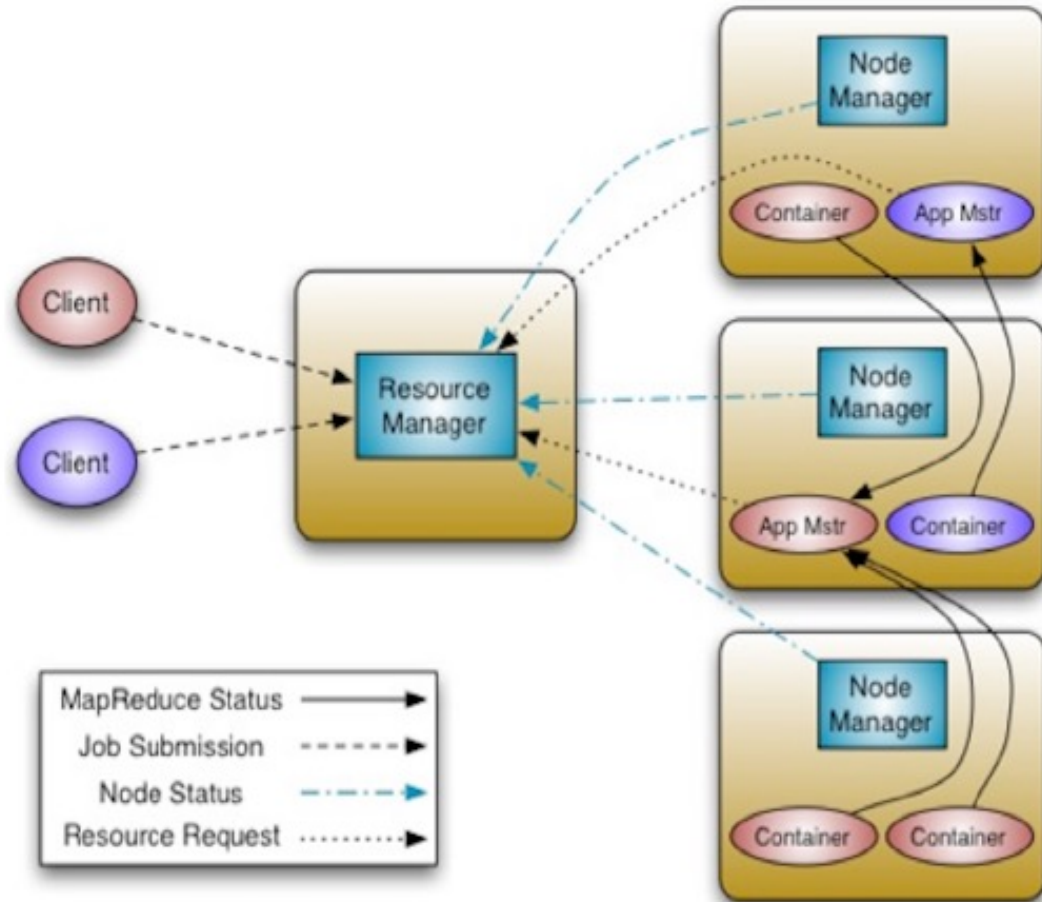 Node
Manager
Container
App Mstr
Client
Client
Resource
Manager
Node
Manager
App Mstr
Container
Node
Manager
Container
Container
MapReduce Status
Job Submission
Node Status
Resource Request